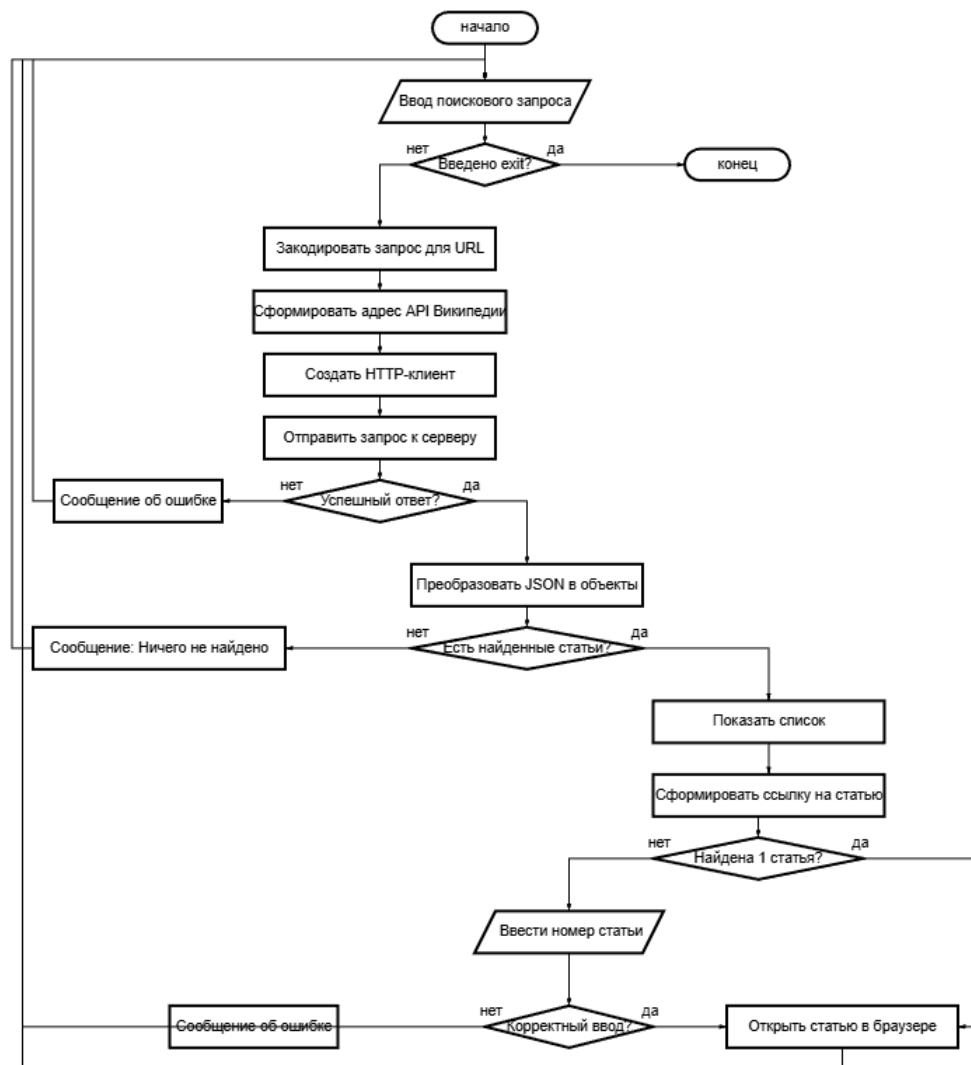 начало
Ввод поискового запроса
нет
да
Введено exit?
конец
Закодировать запрос для URL
Сформировать адрес API Википедии
Создать HTTP-клиент
Отправить запрос к серверу
нет
да
Сообщение об ошибке
Успешный ответ?
Преобразовать JSON в объекты
нет
да
Сообщение: Ничего не найдено
Есть найденные статьи?
Показать список
Сформировать ссылку на статью
нет
да
Найдена 1 статья?
Ввести номер статьи
нет
да
Сообщение об ошибке
Корректный ввод?
Открыть статью в браузере